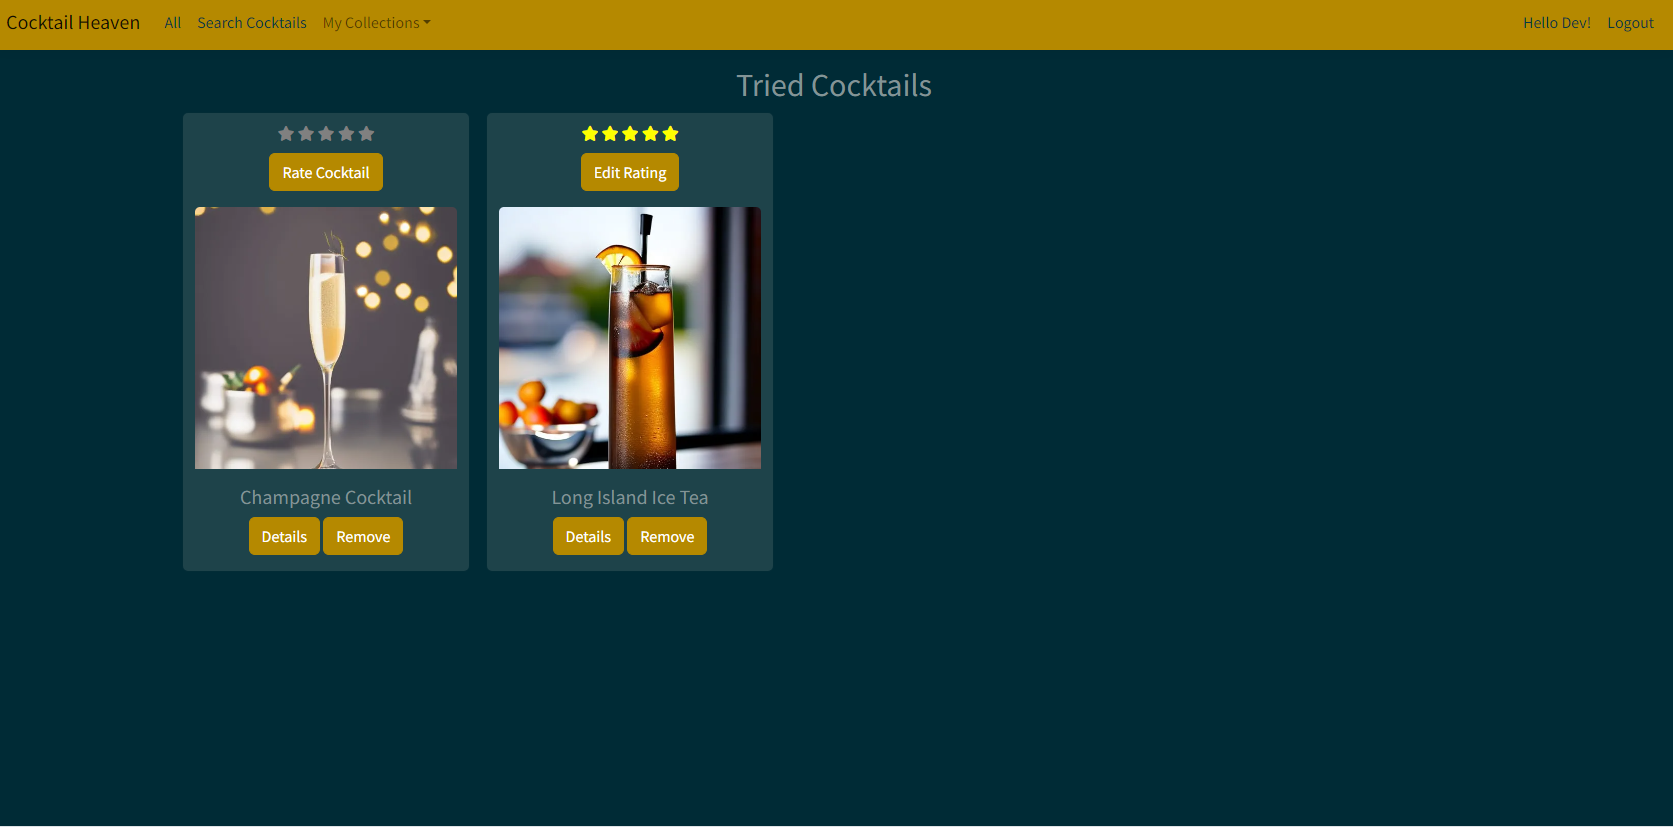 Cocktail Heaven All Search Cocktails My Collections Hello Dev! Logout
Tried Cocktails
Rate Cocktail
Edit Rating
Champagne Cocktail
Long Island Ice Tea
Details Remove
Details Remove